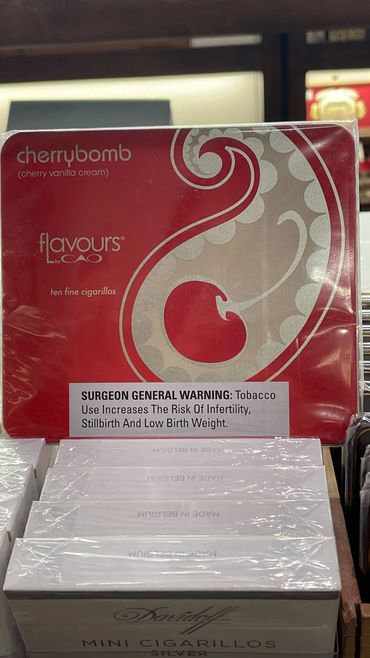 cherrybomb
(cherry vanilla cream)
flavours®
by CAO
ten fine cigarillos
SURGEON GENERAL WARNING: Tobacco
Use Increases The Risk Of Infertility,
Stillbirth And Low Birth Weight.
MADE IN BELGIUM
MADE IN BELGIUM
MADE IN BELGIUM
MADE IN BELGIUM
Davidoff
MINI CIGARILLOS
SILVER